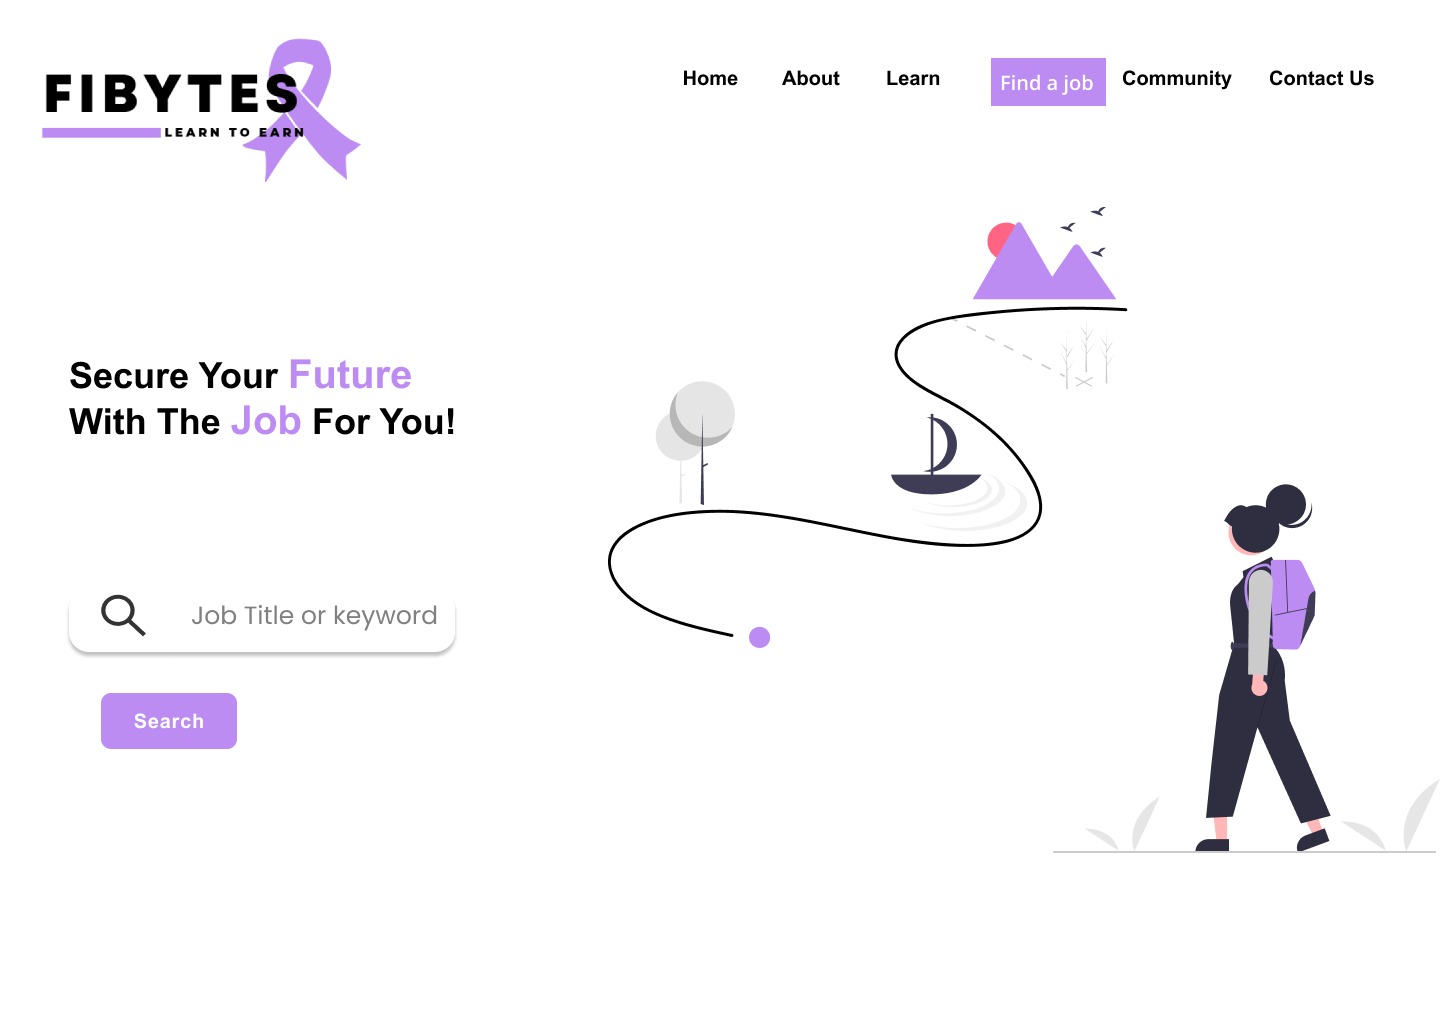 FIBYTES
LEARN TO EARN
Home About Learn Find a job Community Contact Us
Secure Your Future
With The Job For You!
Job Title or keyword
Search